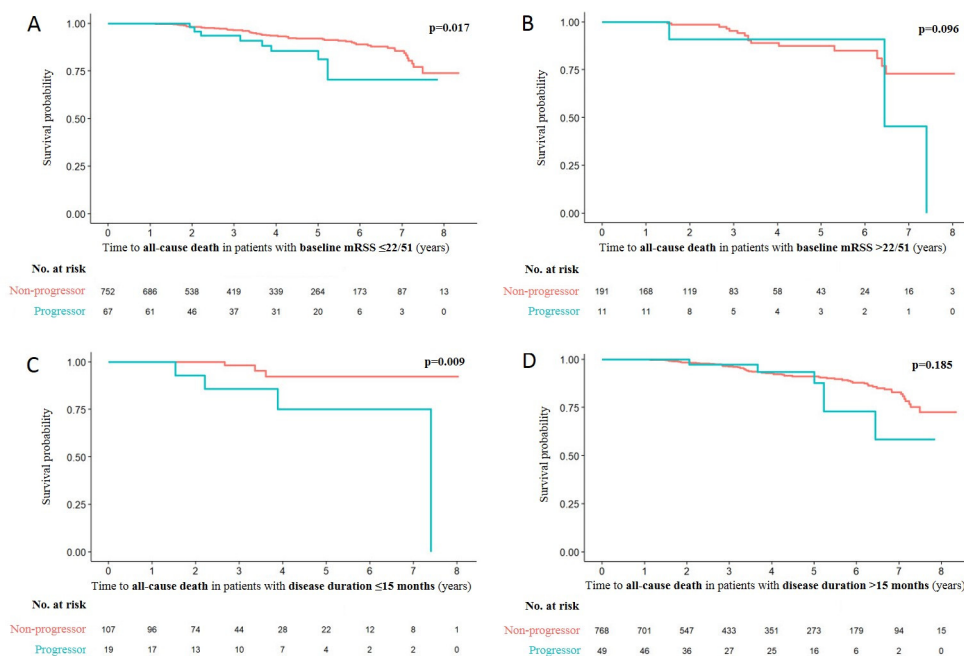 A
p=0.017
1.00
0.75
0.50
0.25
0.00
Survival probability
0 1 2 3 4 5 6 7 8
Time to all-cause death in patients with baseline mRSS ≤22/51 (years)
No. at risk
Non-progressor 752 686 538 419 339 264 173 87 13
Progressor 67 61 46 37 31 20 6 3 0
B
p=0.096
1.00
0.75
0.50
0.25
0.00
Survival probability
0 1 2 3 4 5 6 7 8
Time to all-cause death in patients with baseline mRSS >22/51 (years)
No. at risk
Non-progressor 191 168 119 83 58 43 24 16 3
Progressor 11 11 8 5 4 3 2 1 0
C
p=0.009
1.00
0.75
0.50
0.25
0.00
Survival probability
0 1 2 3 4 5 6 7 8
Time to all-cause death in patients with disease duration ≤15 months (years)
No. at risk
Non-progressor 107 96 74 44 28 22 12 8 1
Progressor 19 17 13 10 7 4 2 2 0
D
p=0.185
1.00
0.75
0.50
0.25
0.00
Survival probability
0 1 2 3 4 5 6 7 8
Time to all-cause death in patients with disease duration >15 months (years)
No. at risk
Non-progressor 768 701 547 433 351 273 179 94 15
Progressor 49 46 36 27 25 16 6 2 0